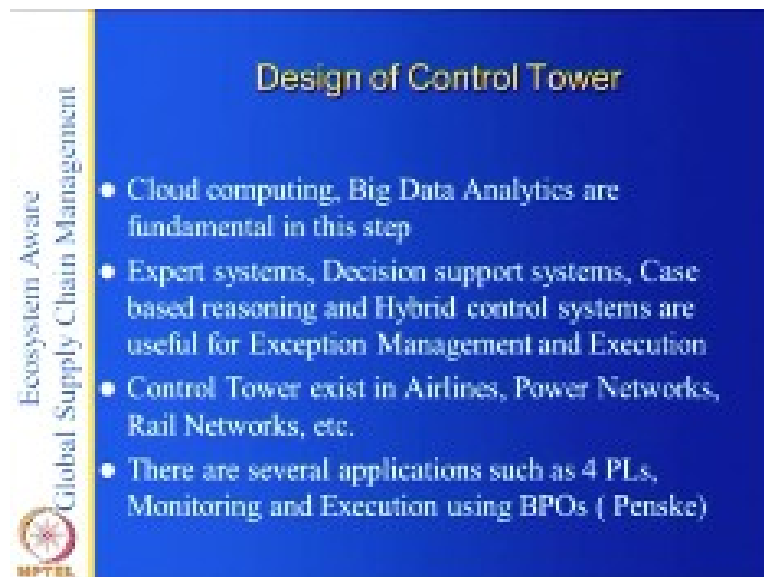 Design of Control Tower
Ecosystem Aware
Global Supply Chain Management
● Cloud computing, Big Data Analytics are
fundamental in this step
● Expert systems, Decision support systems, Case
based reasoning and Hybrid control systems are
useful for Exception Management and Execution
● Control Tower exist in Airlines, Power Networks,
Rail Networks, etc.
● There are several applications such as 4 PLs,
Monitoring and Execution using BPOs ( Penske)
NPTEL